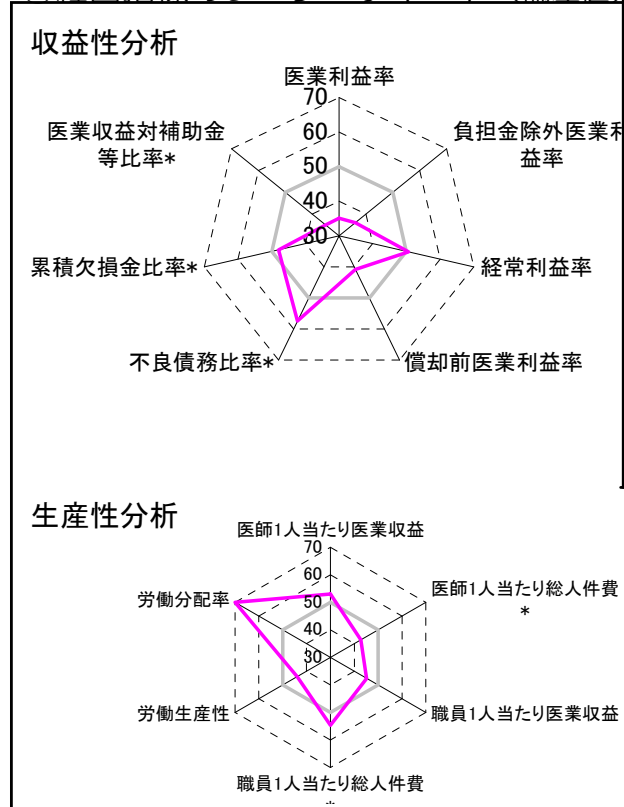 収益性分析
医業利益率
70
60
50
40
30
負担金除外医業利
益率
経常利益率
償却前医業利益率
不良債務比率*
累積欠損金比率*
医業収益対補助金
等比率*
生産性分析
医師1人当たり医業収益
70
60
50
40
30
医師1人当たり総人件費
*
職員1人当たり医業収益
職員1人当たり総人件費
*
労働生産性
労働分配率